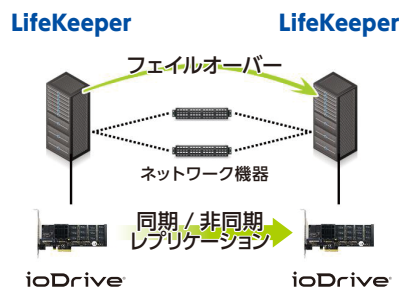 LifeKeeper
LifeKeeper
フェイルオーバー
ネットワーク機器
同期 / 非同期
レプリケーション
ioDrive
ioDrive